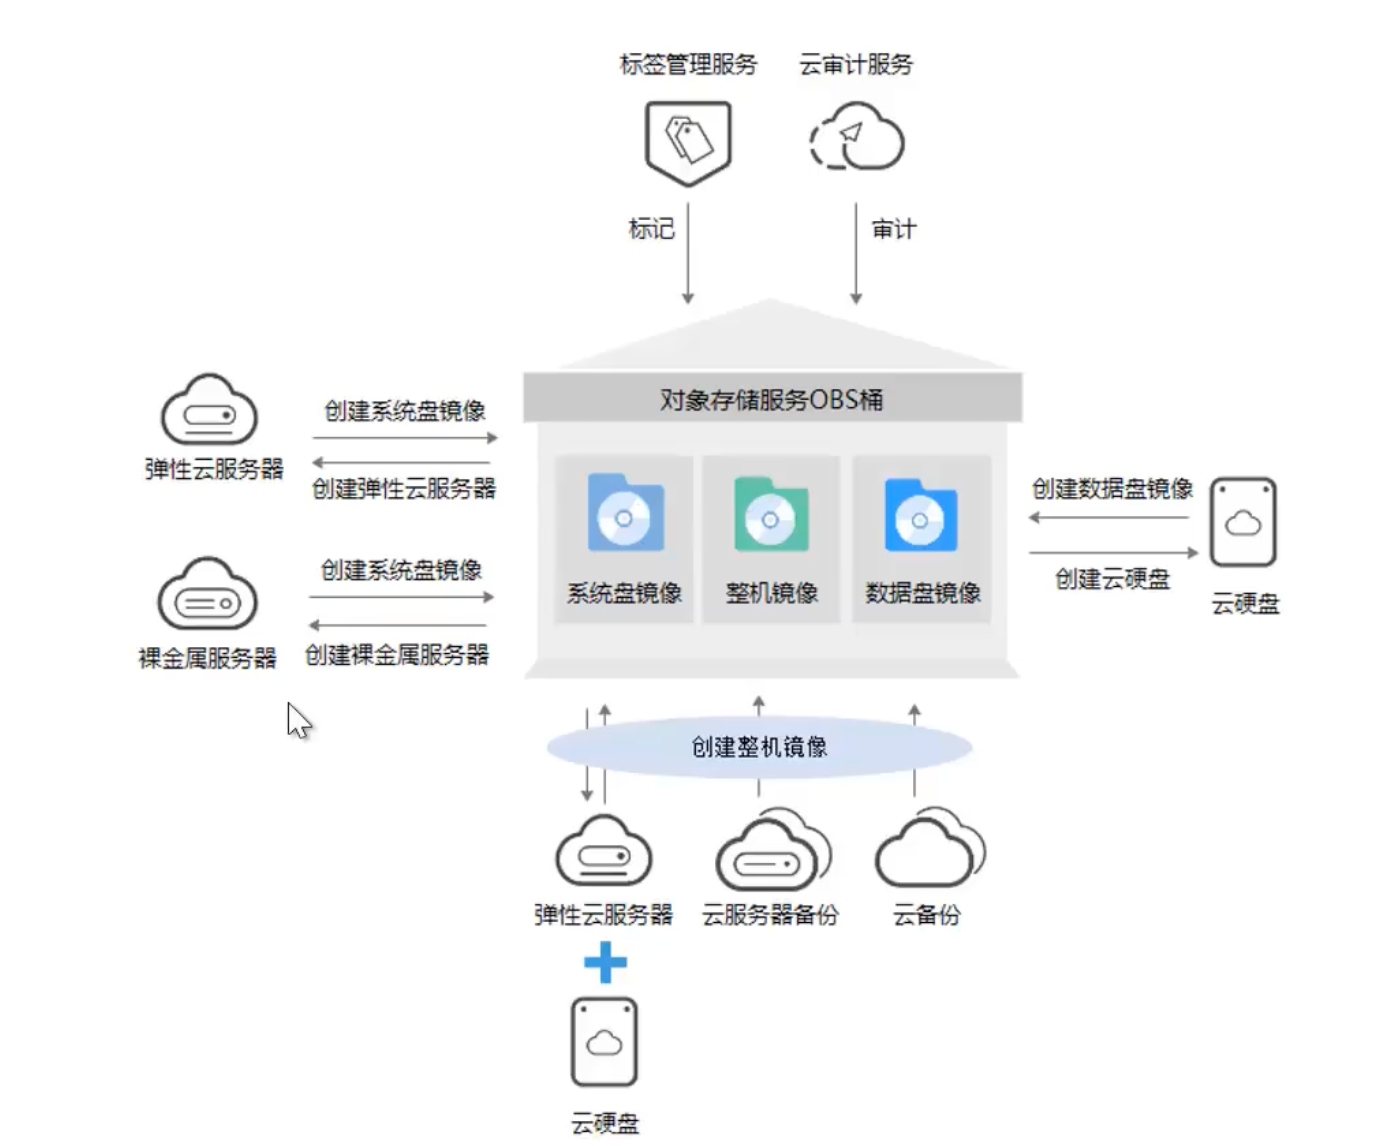 标签管理服务
云审计服务
标记
审计
对象存储服务OBS桶
创建系统盘镜像
弹性云服务器
创建弹性云服务器
创建系统盘镜像
裸金属服务器
创建裸金属服务器
系统盘镜像
整机镜像
数据盘镜像
创建数据盘镜像
创建云硬盘
云硬盘
创建整机镜像
弹性云服务器
云服务器备份
云备份
云硬盘